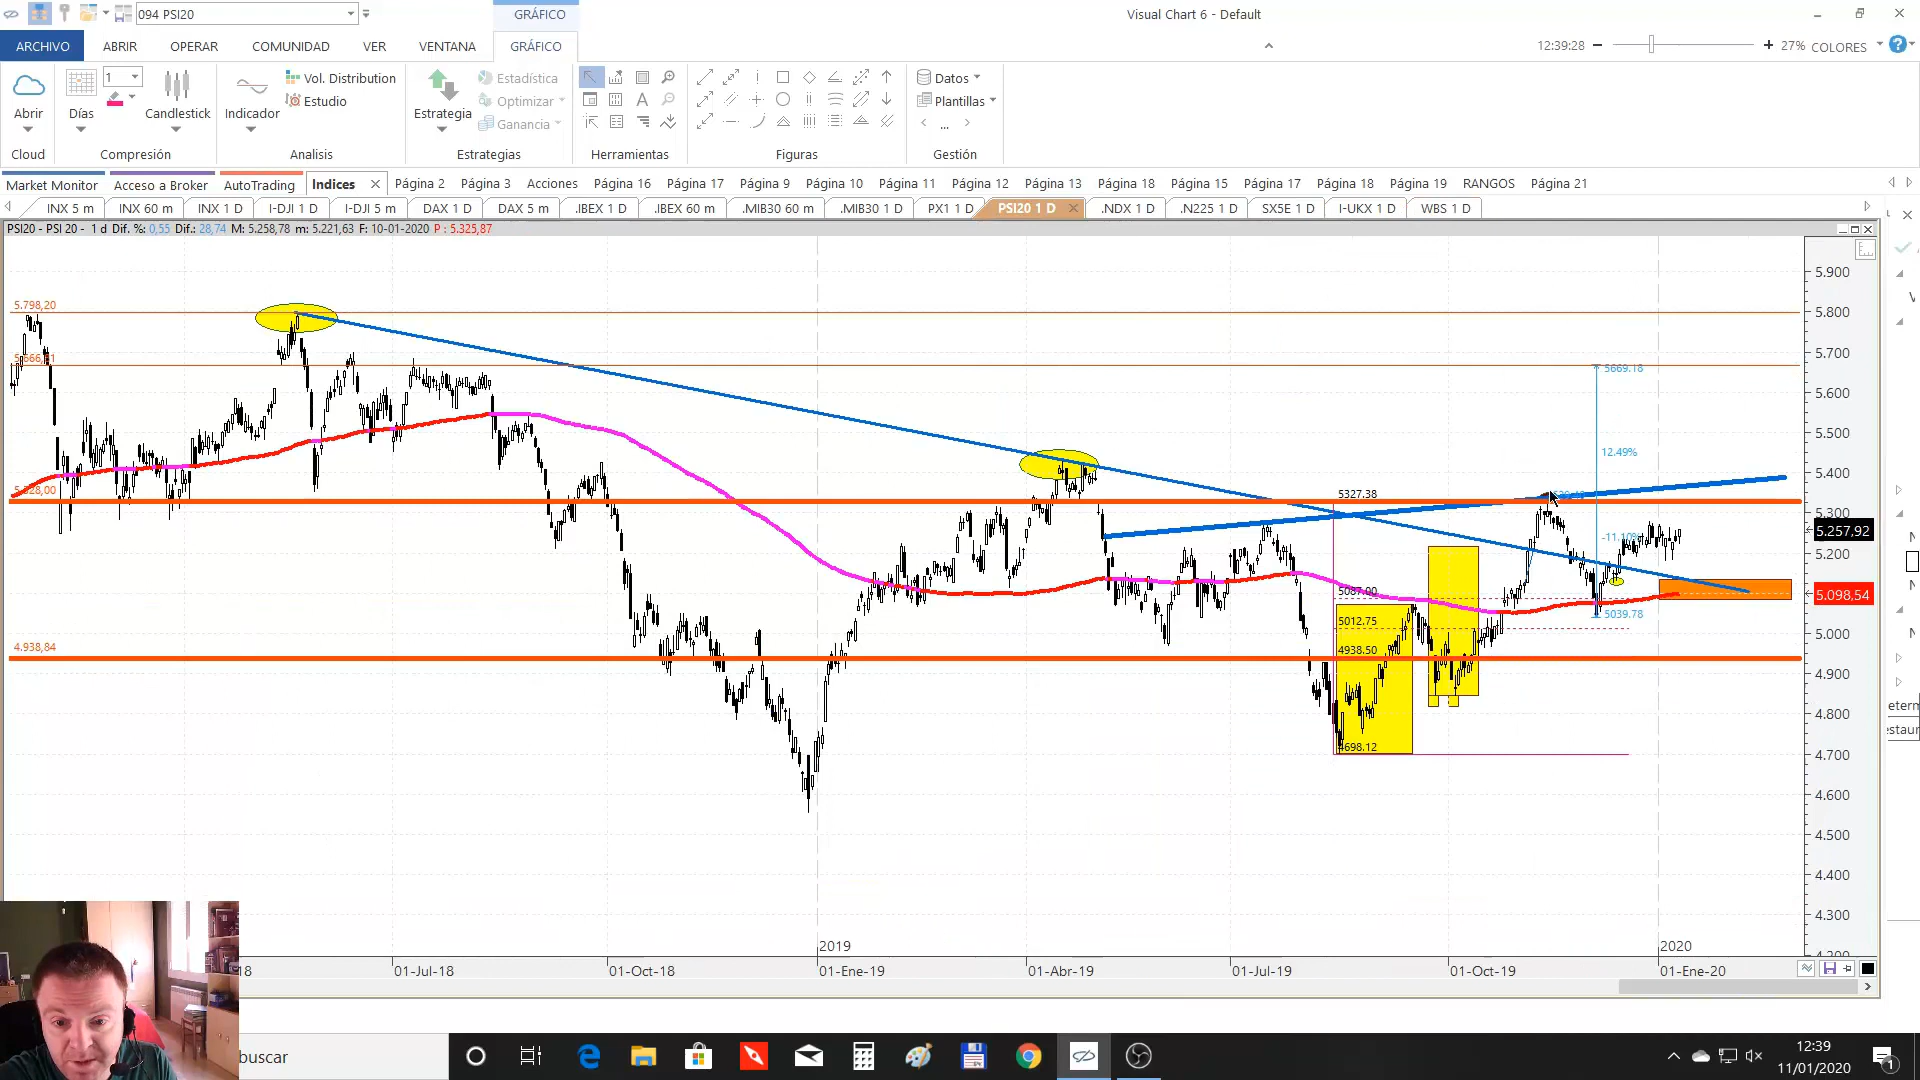 094 PSI20
GRÁFICO
Visual Chart 6 - Default
ARCHIVO
ABRIR
OPERAR
COMUNIDAD
VER
VENTANA
GRÁFICO
12:39:28
27%
COLORES
Abrir
Cloud
1
Días
Candlestick
Compresión
Indicador
Vol. Distribution
Estudio
Analisis
Estrategia
Estadística
Optimizar
Ganancia
Estrategias
Herramientas
Figuras
Datos
Plantillas
...
Gestión
Market Monitor
Acceso a Broker
AutoTrading
Indices
Página 2
Página 3
Acciones
Página 16
Página 17
Página 9
Página 10
Página 11
Página 12
Página 13
Página 18
Página 15
Página 17
Página 18
Página 19
RANGOS
Página 21
INX 5 m
INX 60 m
INX 1 D
I-DJI 1 D
I-DJI 5 m
DAX 1 D
DAX 5 m
.IBEX 1 D
.IBEX 60 m
.MIB30 60 m
.MIB30 1 D
PX1 1 D
PSI20 1 D
.NDX 1 D
.N225 1 D
SX5E 1 D
I-UKX 1 D
WBS 1 D
PSI20 - PSI 20 - 1 d Dif. %: 0,55 Dif.: 28,74 M: 5.258,78 m: 5.221,63 F: 10-01-2020 P : 5.325,87
5.798,20
5.328,00
4.938,84
5669.18
12.49%
5327.38
5087.00
5012.75
4938.50
4698.12
5039.78
5.900
5.800
5.700
5.600
5.500
5.400
5.300
5.257,92
5.200
5.098,54
5.000
4.900
4.800
4.700
4.600
4.500
4.400
4.300
2019
2020
01-Jul-18
01-Oct-18
01-Ene-19
01-Abr-19
01-Jul-19
01-Oct-19
01-Ene-20
buscar
12:39
11/01/2020
1